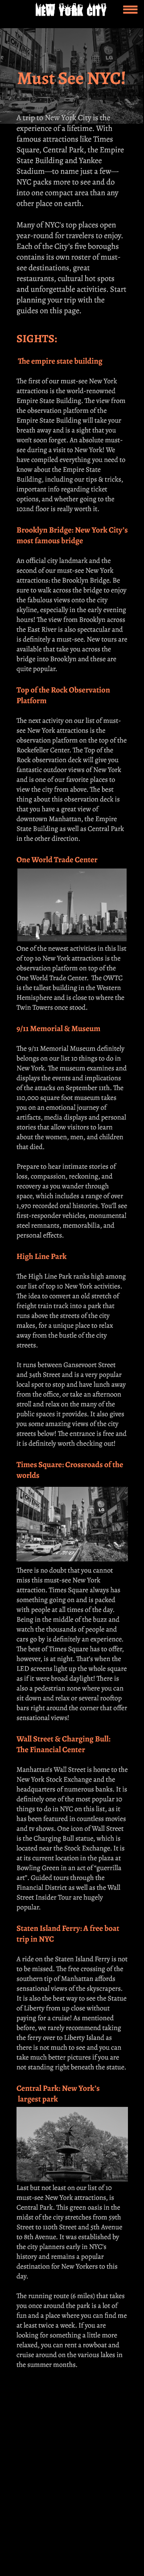 NEW YORK CITY
Must See NYC!
A trip to New York City is the
experience of a lifetime. With
famous attractions like Times
Square, Central Park, the Empire
State Building and Yankee
Stadium—to name just a few—
NYC packs more to see and do
into one compact area than any
other place on earth.
Many of NYC's top places open
year-round for travelers to enjoy.
Each of the City's five boroughs
contains its own roster of must-
see destinations, great
restaurants, cultural hot spots
and unforgettable activities. Start
planning your trip with the
guides on this page.
SIGHTS:
The empire state building
The first of our must-see New York
attractions is the world-renowned
Empire State Building. The view from
the observation platform of the
Empire State Building will take your
breath away and is a sight that you
won't soon forget. An absolute must-
see during a visit to New York! We
have compiled everything you need to
know about the Empire State
Building, including our tips & tricks,
important info regarding ticket
options, and whether going to the
102nd floor is really worth it.
Brooklyn Bridge: New York City's
most famous bridge
An official city landmark and the
second of our must-see New York
attractions: the Brooklyn Bridge. Be
sure to walk across the bridge to enjoy
the fabulous views onto the city
skyline, especially in the early evening
hours! The view from Brooklyn across
the East River is also spectacular and
is definitely a must-see. New tours are
available that take you across the
bridge into Brooklyn and these are
quite popular.
Top of the Rock Observation
Platform
The next activity on our list of must-
see New York attractions is the
observation platform on the top of the
Rockefeller Center. The Top of the
Rock observation deck will give you
fantastic outdoor views of New York
and is one of our favorite places to
view the city from above. The best
thing about this observation deck is
that you have a great view of
downtown Manhattan, the Empire
State Building as well as Central Park
in the other direction.
One World Trade Center
One of the newest activities in this list
of top 10 New York attractions is the
observation platform on top of the
One World Trade Center. The OWTC
is the tallest building in the Western
Hemisphere and is close to where the
Twin Towers once stood.
9/11 Memorial & Museum
The 9/11 Memorial Museum definitely
belongs on our list 10 things to do in
New York. The museum examines and
displays the events and implications
of the attacks on September 11th. The
110,000 square foot museum takes
you on an emotional journey of
artifacts, media displays and personal
stories that allow visitors to learn
about the women, men, and children
that died.
Prepare to hear intimate stories of
loss, compassion, reckoning, and
recovery as you wander through
space, which includes a range of over
1,970 recorded oral histories. You'll see
first-responder vehicles, monumental
steel remnants, memorabilia, and
personal effects.
High Line Park
The High Line Park ranks high among
our list of top 10 New York activities.
The idea to convert an old stretch of
freight train track into a park that
runs above the streets of the city
makes, for a unique place to relax
away from the bustle of the city
streets.
It runs between Gansevoort Street
and 34th Street and is a very popular
local spot to stop and have lunch away
from the office, or take an afternoon
stroll and relax on the many of the
public spaces it provides. It also gives
you some amazing views of the city
streets below! The entrance is free and
it is definitely worth checking out!
Times Square: Crossroads of the
worlds
There is no doubt that you cannot
miss this must-see New York
attraction. Times Square always has
something going on and is packed
with people at all times of the day.
Being in the middle of the buzz and
watch the thousands of people and
cars go by is definitely an experience.
The best of Times Square has to offer,
however, is at night. That's when the
LED screens light up the whole square
as if it were broad daylight! There is
also a pedestrian zone where you can
sit down and relax or several rooftop
bars right around the corner that offer
sensational views!
Wall Street & Charging Bull:
The Financial Center
Manhattan's Wall Street is home to the
New York Stock Exchange and the
headquarters of numerous banks. It is
definitely one of the most popular 10
things to do in NYC on this list, as it
has been featured in countless movies
and tv shows. One icon of Wall Street
is the Charging Bull statue, which is
located near the Stock Exchange. It is
at its current location in the plaza at
Bowling Green in an act of "guerrilla
art". Guided tours through the
Financial District as well as the Wall
Street Insider Tour are hugely
popular.
Staten Island Ferry: A free boat
trip in NYC
A ride on the Staten Island Ferry is not
to be missed. The free crossing of the
southern tip of Manhattan affords
sensational views of the skyscrapers.
It is also the best way to see the Statue
of Liberty from up close without
paying for a cruise! As mentioned
before, we rarely recommend taking
the ferry over to Liberty Island as
there is not much to see and you can
take much better pictures if you are
not standing right beneath the statue.
Central Park: New York's
largest park
Last but not least on our list of 10
must-see New York attractions, is
Central Park. This green oasis in the
midst of the city stretches from 59th
Street to 110th Street and 5th Avenue
to 8th Avenue. It was established by
the city planners early in NYC's
history and remains a popular
destination for New Yorkers to this
day.
The running route (6 miles) that takes
you once around the park is a lot of
fun and a place where you can find me
at least twice a week. If you are
looking for something a little more
relaxed, you can rent a rowboat and
cruise around on the various lakes in
the summer months.